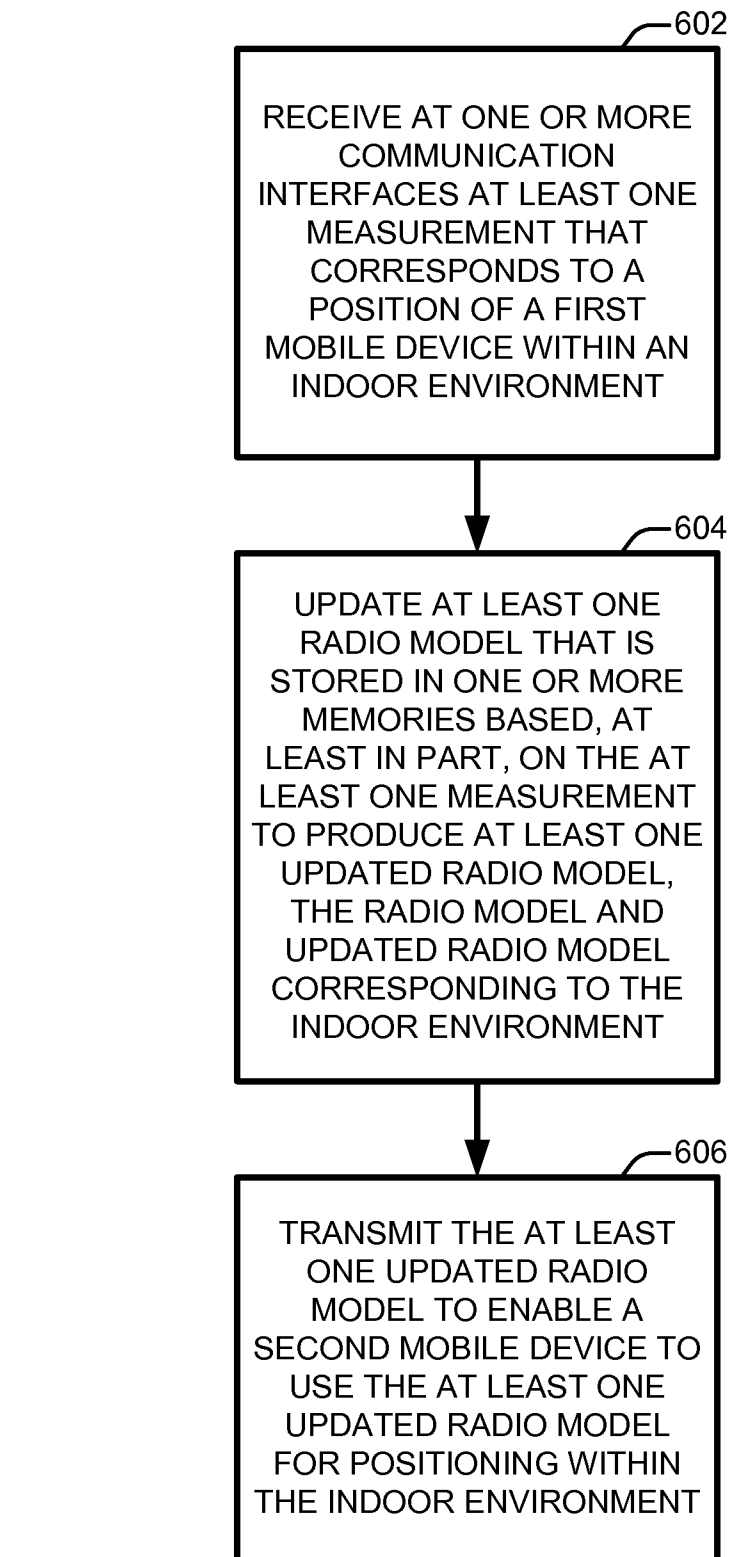 602
RECEIVE AT ONE OR MORE
COMMUNICATION
INTERFACES AT LEAST ONE
MEASUREMENT THAT
CORRESPONDS TO A
POSITION OF A FIRST
MOBILE DEVICE WITHIN AN
INDOOR ENVIRONMENT
604
UPDATE AT LEAST ONE
RADIO MODEL THAT IS
STORED IN ONE OR MORE
MEMORIES BASED, AT
LEAST IN PART, ON THE AT
LEAST ONE MEASUREMENT
TO PRODUCE AT LEAST ONE
UPDATED RADIO MODEL,
THE RADIO MODEL AND
UPDATED RADIO MODEL
CORRESPONDING TO THE
INDOOR ENVIRONMENT
606
TRANSMIT THE AT LEAST
ONE UPDATED RADIO
MODEL TO ENABLE A
SECOND MOBILE DEVICE TO
USE THE AT LEAST ONE
UPDATED RADIO MODEL
FOR POSITIONING WITHIN
THE INDOOR ENVIRONMENT